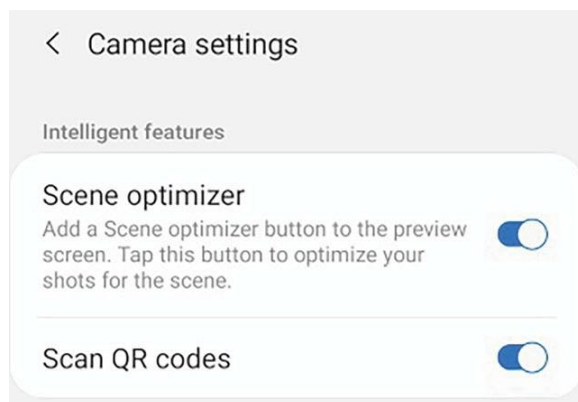 Camera settings
Intelligent features
Scene optimizer
Add a Scene optimizer button to the preview
screen. Tap this button to optimize your
shots for the scene.
Scan QR codes